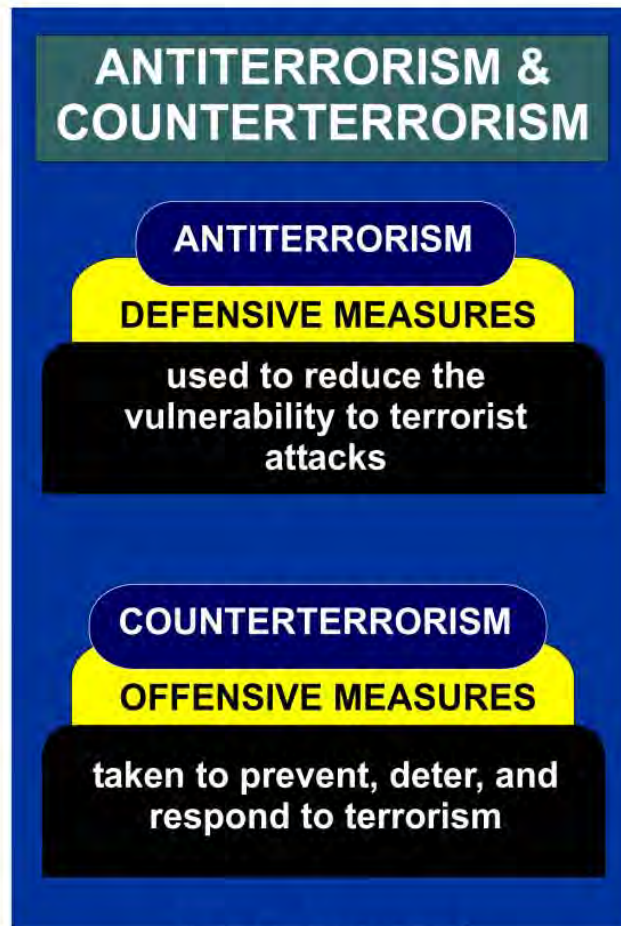 ANTITERRORISM &
COUNTERTERRORISM
ANTITERRORISM
DEFENSIVE MEASURES
used to reduce the
vulnerability to terrorist
attacks
COUNTERTERRORISM
OFFENSIVE MEASURES
taken to prevent, deter, and
respond to terrorism